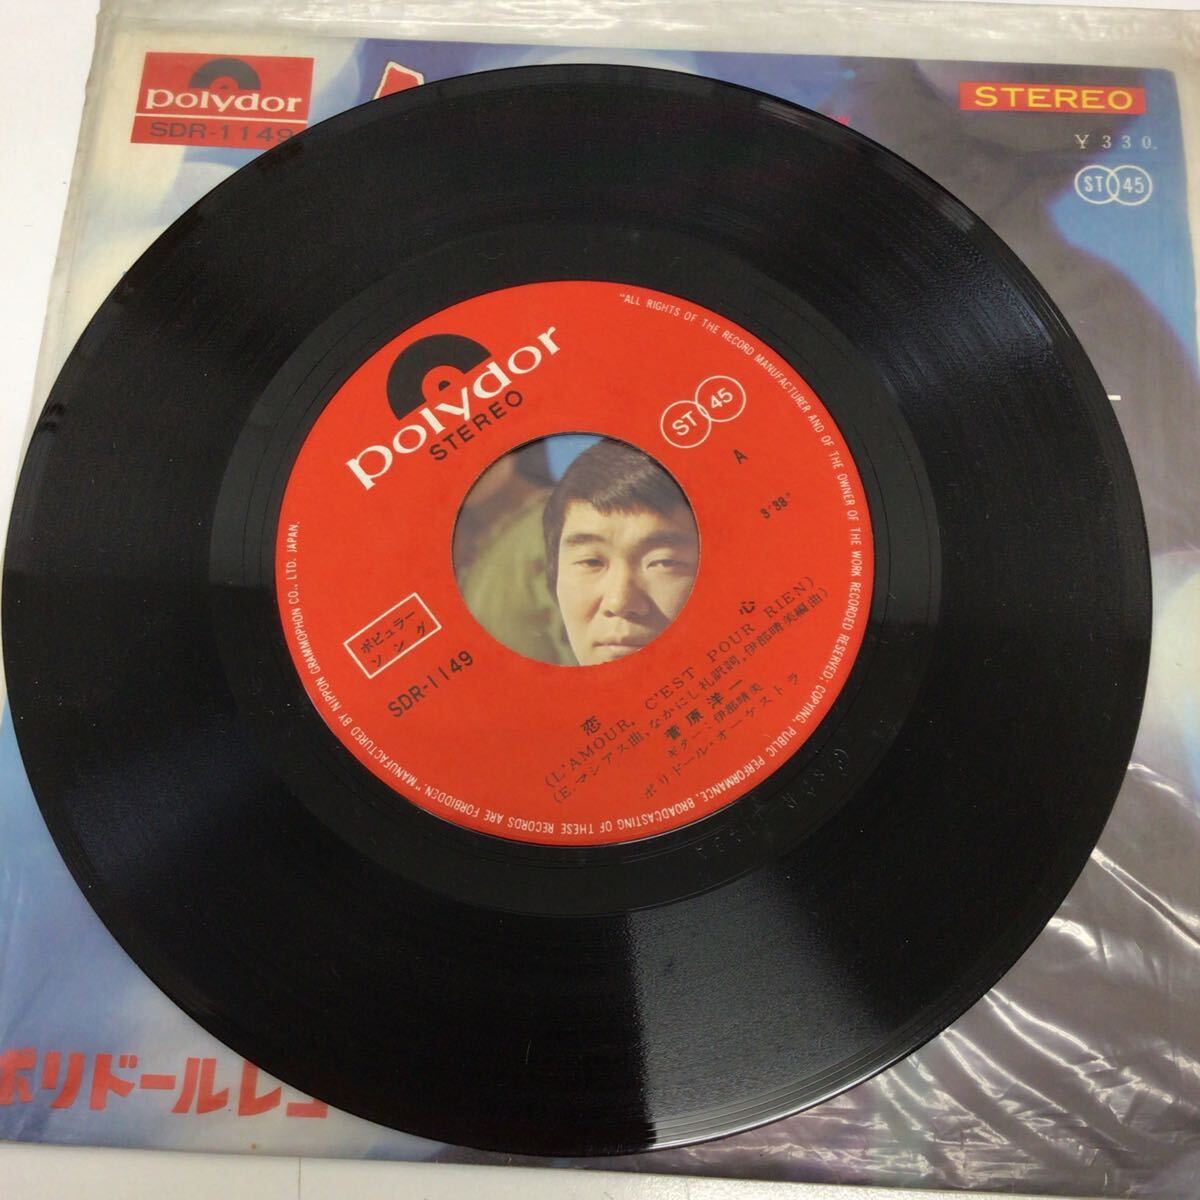 polydor
SDR-1149
STEREO
¥330.
ST 45
polydor
STEREO
ST 45
A
3'38"
ポピュラー
ソング
SDR-1149
恋 心
(L'AMOUR, C'EST POUR RIEN)
(E.マシアス曲,なかにし礼訳詞,伊部晴美編曲)
菅原洋一
ギター:伊部晴美
ポリドール・オーケストラ
"ALL RIGHTS OF THE RECORD MANUFACTURER AND OF THE OWNER OF THE WORK RECORDED RESERVED; COPYING, PUBLIC PERFORMANCE, BROADCASTING OF THESE RECORDS ARE FORBIDDEN" MANUFACTURED BY NIPPON GRAMMOPHON CO., LTD. JAPAN.
ポリドールレコ